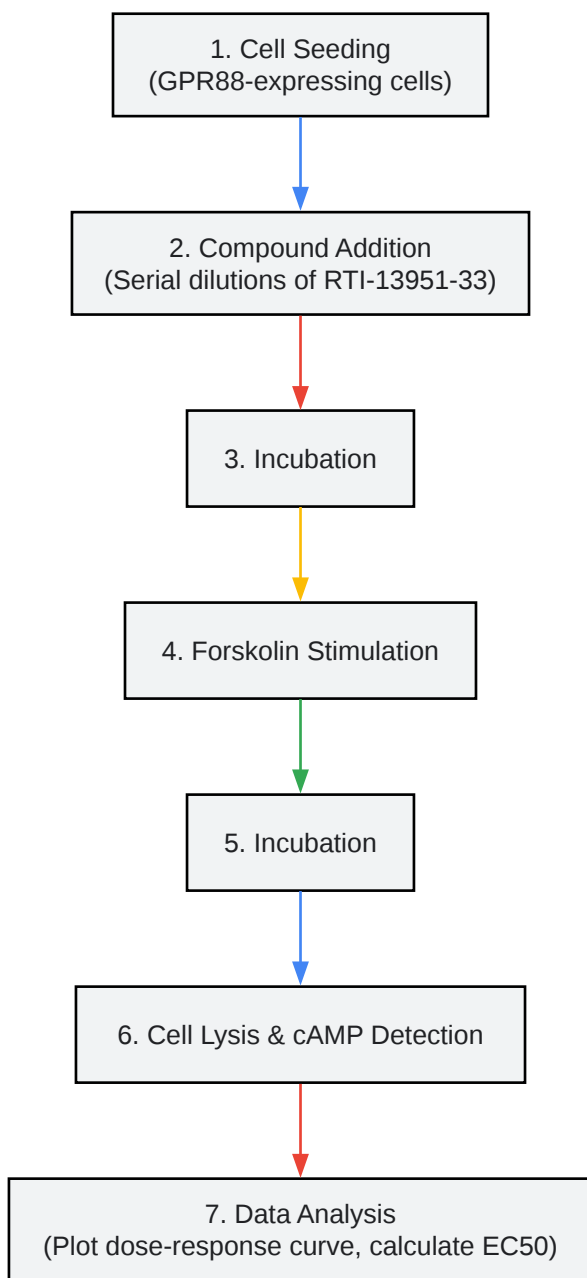 1. Cell Seeding
(GPR88-expressing cells)
2. Compound Addition
(Serial dilutions of RTI-13951-33)
3. Incubation
4. Forskolin Stimulation
5. Incubation
6. Cell Lysis & cAMP Detection
7. Data Analysis
(Plot dose-response curve, calculate EC50)